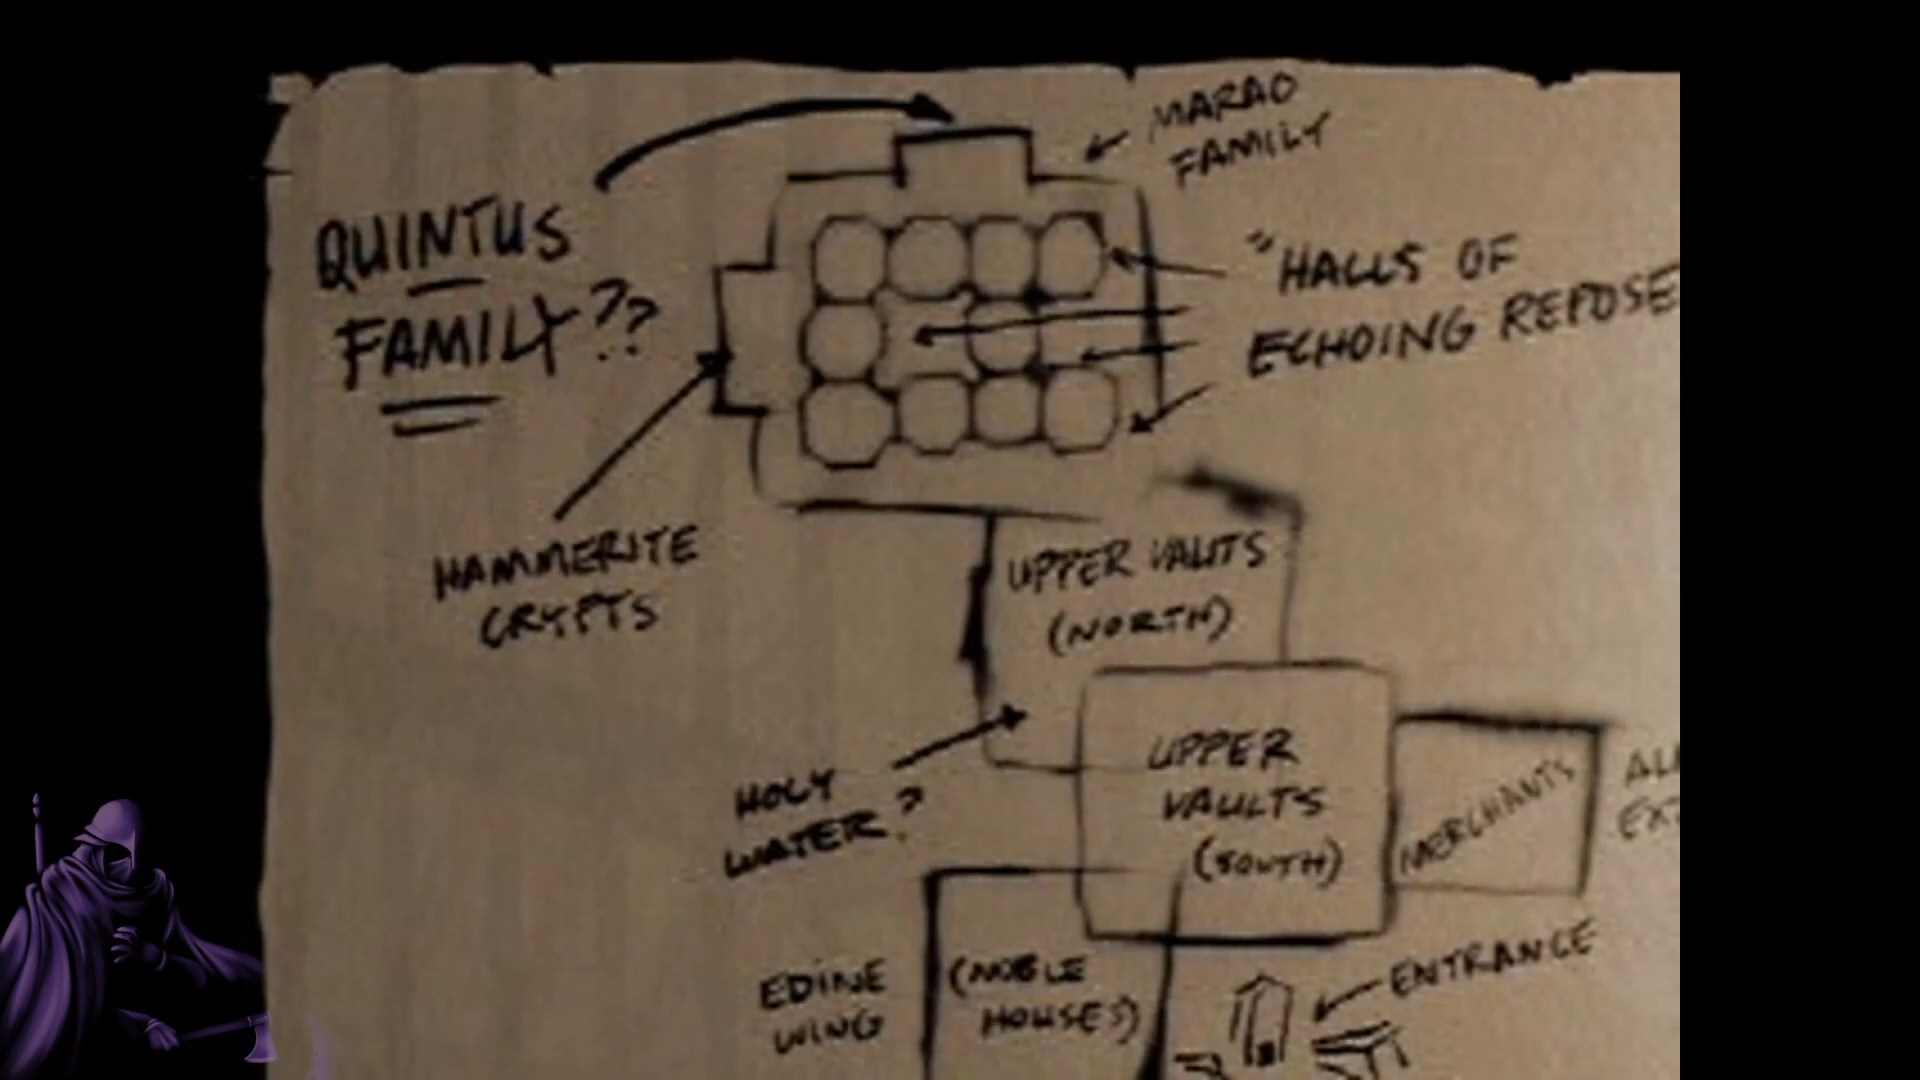 MARAO
FAMILY
QUINTUS
FAMILY??
"HALLS OF
ECHOING REPOSE
HAMMERITE
CRYPTS
UPPER VAULTS
(NORTH)
HOLY
WATER?
UPPER
VAULTS
(SOUTH)
MERCHANTS
EDINE
WING
(NOBLE
HOUSES)
ENTRANCE